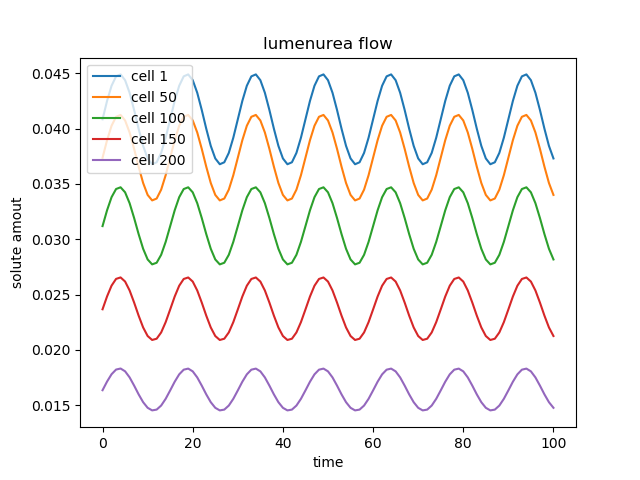 lumenurea flow
cell 1
cell 50
cell 100
cell 150
cell 200
solute amout
0.045
0.040
0.035
0.030
0.025
0.020
0.015
0 20 40 60 80 100
time